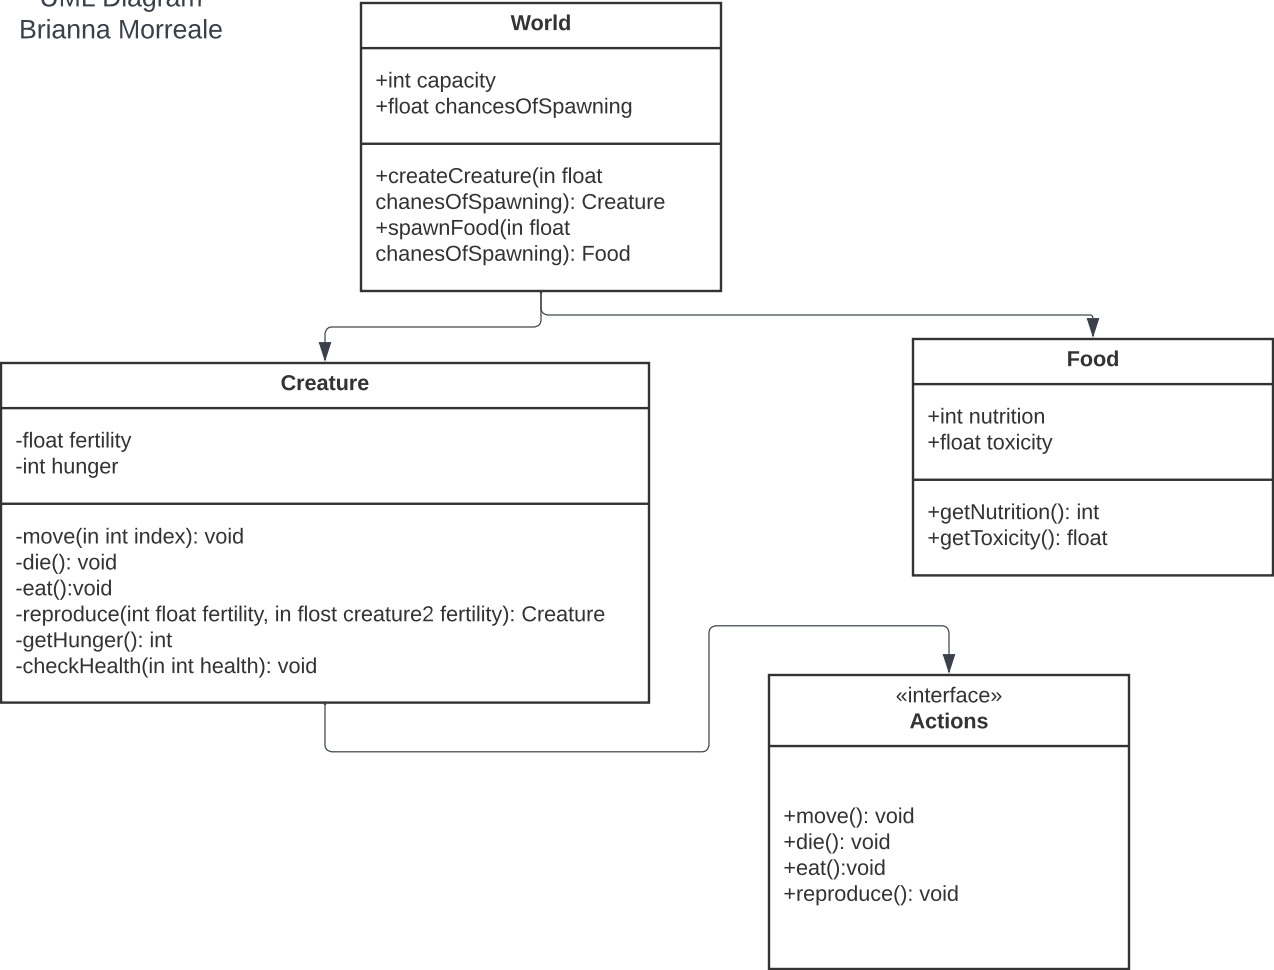 UML Diagram
Brianna Morreale
World
+int capacity
+float chancesOfSpawning
+createCreature(in float
chanesOfSpawning): Creature
+spawnFood(in float
chanesOfSpawning): Food
Creature
-float fertility
-int hunger
-move(in int index): void
-die(): void
-eat():void
-reproduce(int float fertility, in flost creature2 fertility): Creature
-getHunger(): int
-checkHealth(in int health): void
Food
+int nutrition
+float toxicity
+getNutrition(): int
+getToxicity(): float
«interface»
Actions
+move(): void
+die(): void
+eat():void
+reproduce(): void